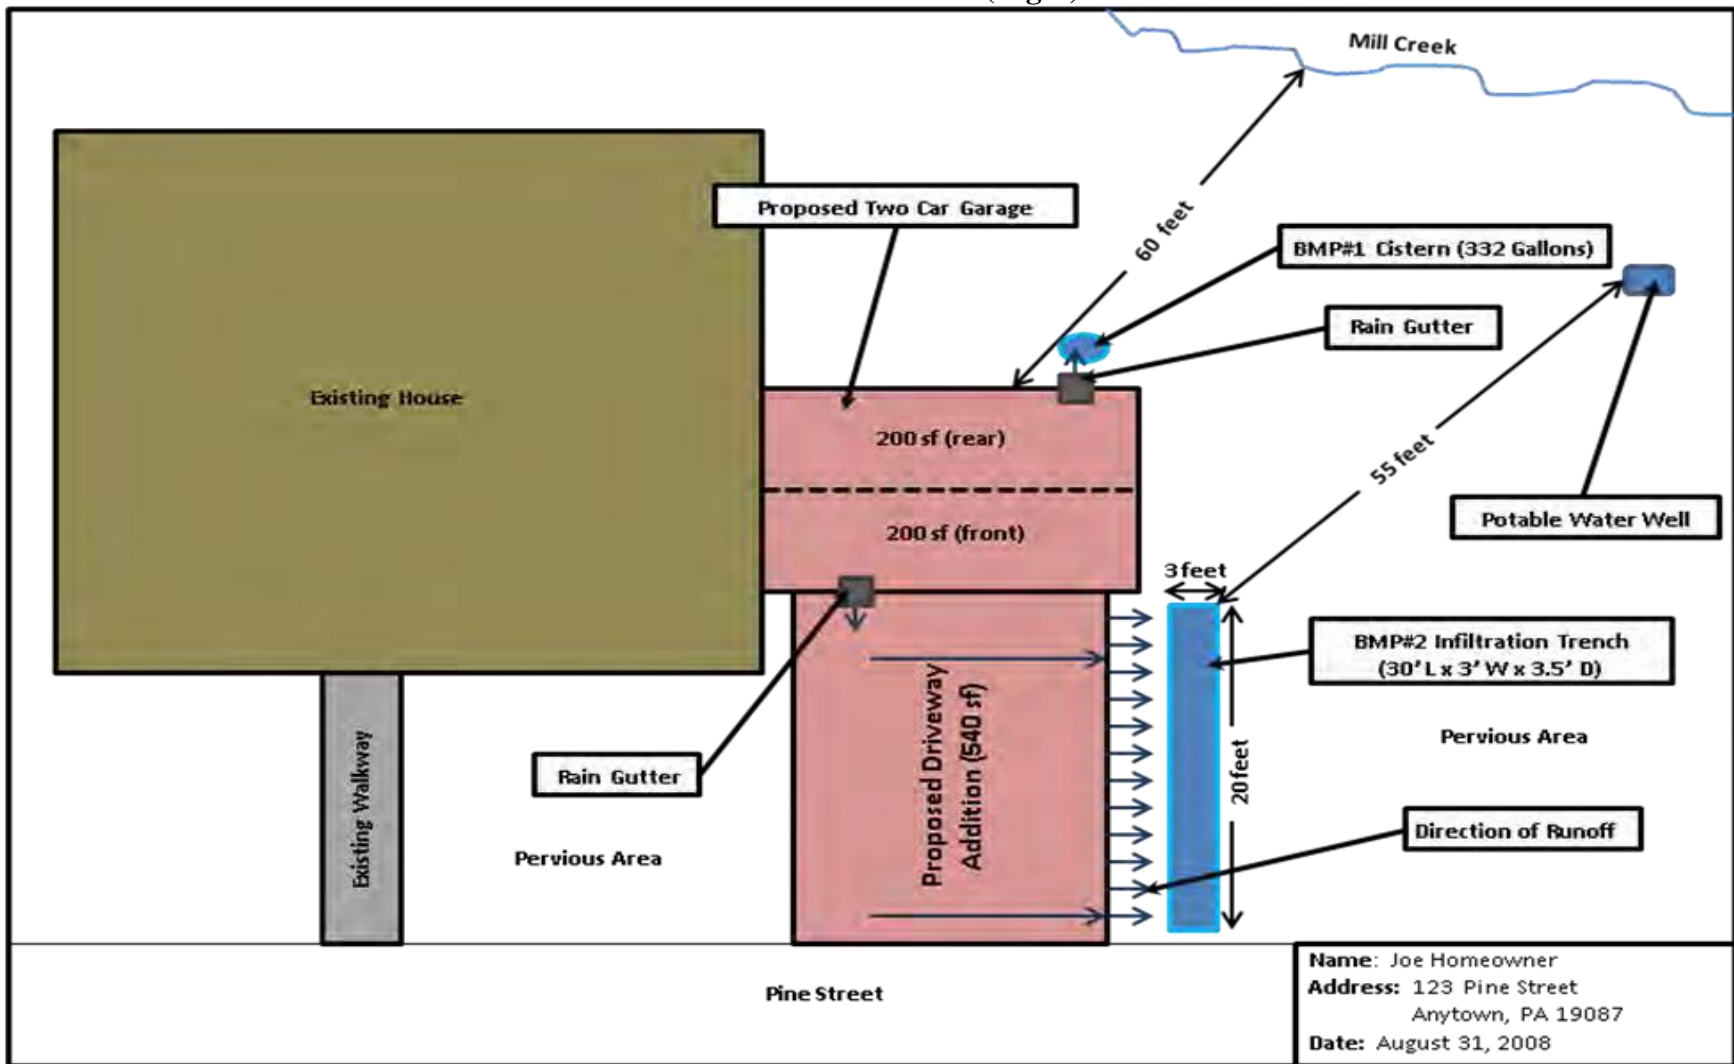 Mill Creek
Proposed Two Car Garage
60 feet
BMP#1 Cistern (332 Gallons)
Rain Gutter
Existing House
200 sf (rear)
55 feet
Potable Water Well
200 sf (front)
3 feet
BMP#2 Infiltration Trench
(30' L x 3' W x 3.5' D)
Proposed Driveway
Addition (540 sf)
20 feet
Pervious Area
Rain Gutter
Existing Walkway
Direction of Runoff
Pervious Area
Pine Street
Name: Joe Homeowner
Address: 123 Pine Street
Anytown, PA 19087
Date: August 31, 2008